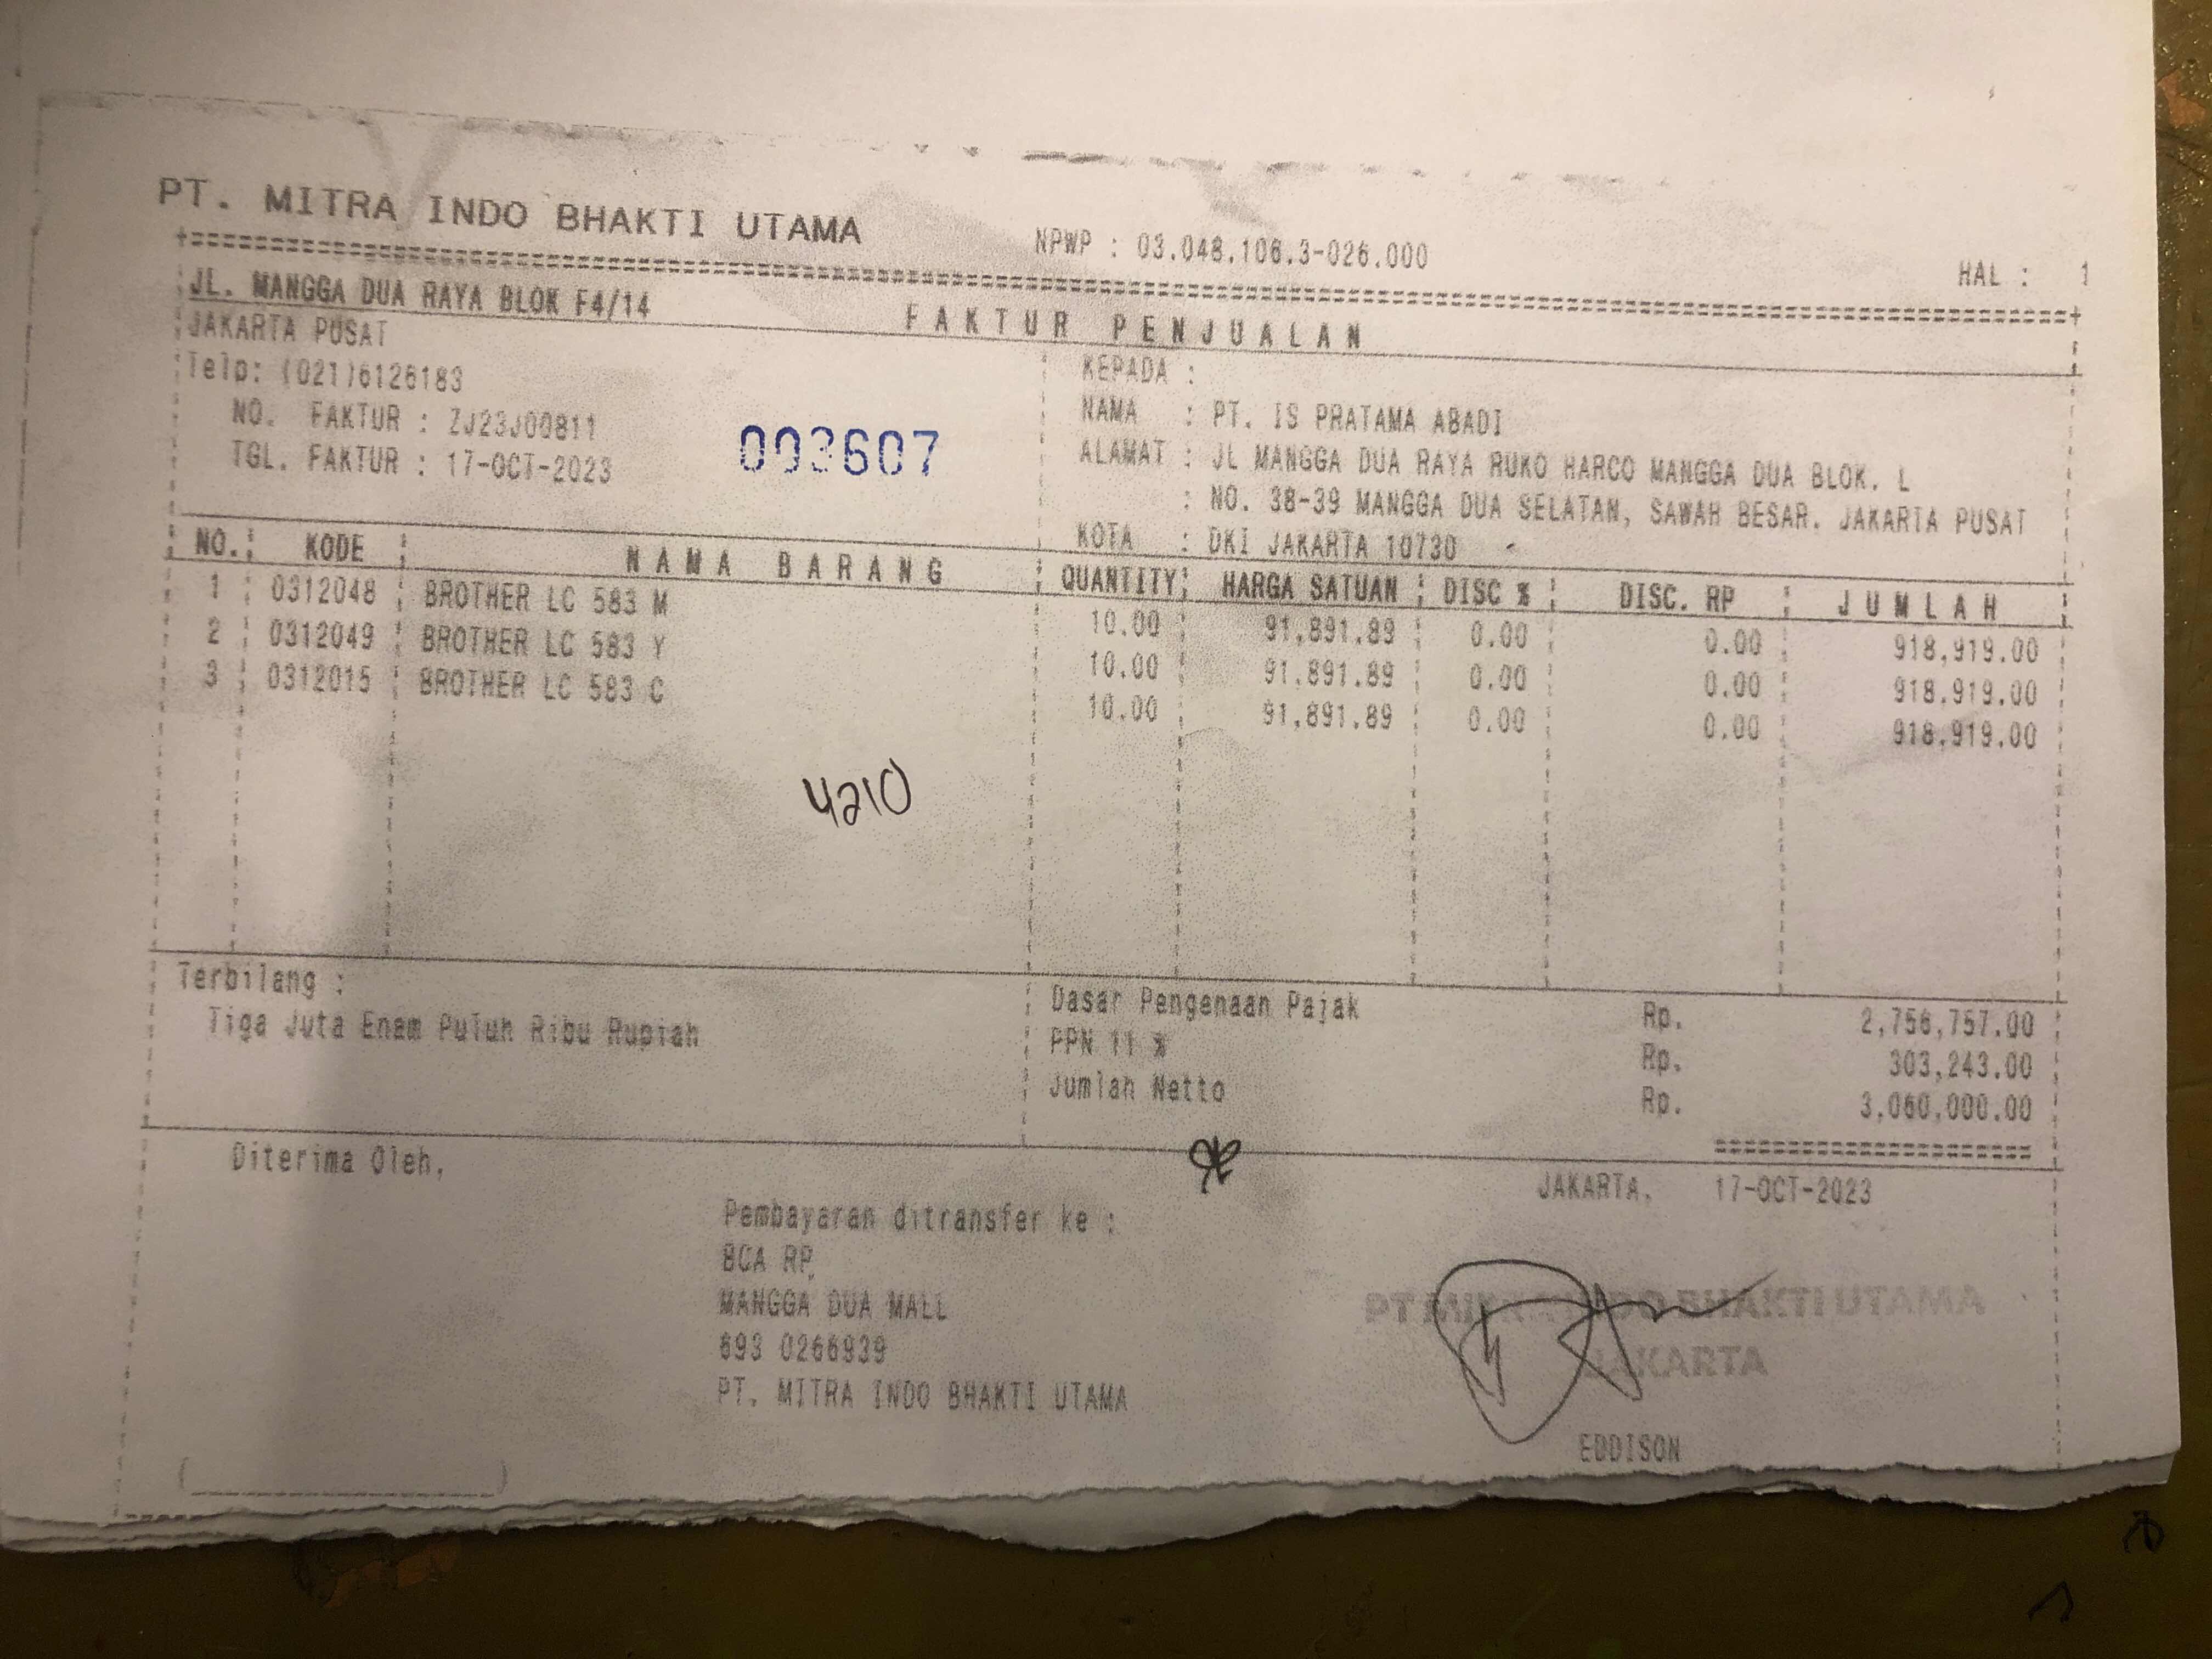 PT. MITRA INDO BHAKTI UTAMA
NPWP : 03.048.106.3-026.000
HAL : 1
JL. MANGGA DUA RAYA BLOK F4/14
FAKTUR PENJUALAN
JAKARTA PUSAT
Telp: (021)6126183
NO. FAKTUR : ZJ23J00811
TGL. FAKTUR : 17-OCT-2023
003607
KEPADA :
NAMA : PT. IS PRATAMA ABADI
ALAMAT : JL MANGGA DUA RAYA RUKO HARCO MANGGA DUA BLOK. L
: NO. 38-39 MANGGA DUA SELATAN, SAWAH BESAR. JAKARTA PUSAT
KOTA : DKI JAKARTA 10730
NO. KODE NAMA BARANG QUANTITY HARGA SATUAN DISC % DISC. RP JUMLAH
1 0312048 BROTHER LC 583 M 10.00 91,891.89 0.00 0.00 918,919.00
2 0312049 BROTHER LC 583 Y 10.00 91,891.89 0.00 0.00 918,919.00
3 0312015 BROTHER LC 583 C 10.00 91,891.89 0.00 0.00 918,919.00
4210
Terbilang :
Tiga Juta Enam Puluh Ribu Rupiah
Dasar Pengenaan Pajak Rp. 2,756,757.00
PPN 11 % Rp. 303,243.00
Jumlah Netto Rp. 3,060,000.00
Diterima Oleh,
JAKARTA, 17-OCT-2023
Pembayaran ditransfer ke :
BCA RP.
MANGGA DUA MALL
693 0266939
PT. MITRA INDO BHAKTI UTAMA
PT MITRA INDO BHAKTI UTAMA
JAKARTA
EDDISON